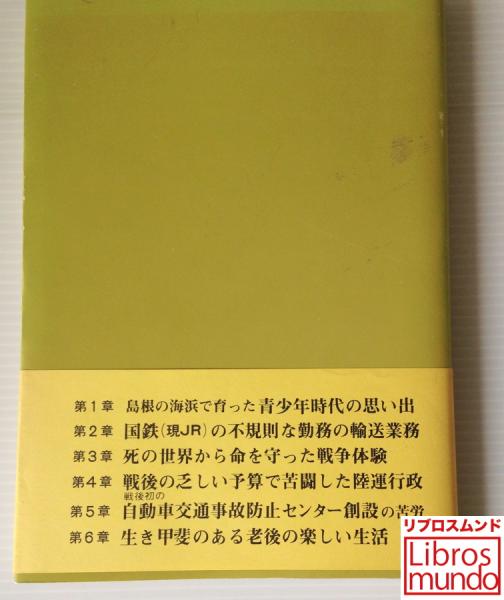 第1章 島根の海浜で育った青少年時代の思い出
第2章 国鉄(現JR)の不規則な勤務の輸送業務
第3章 死の世界から命を守った戦争体験
第4章 戦後の乏しい予算で苦闘した陸運行政
戦後初の
第5章 自動車交通事故防止センター創設の苦労
第6章 生き甲斐のある老後の楽しい生活
リブロスムンド
Libros
mundo